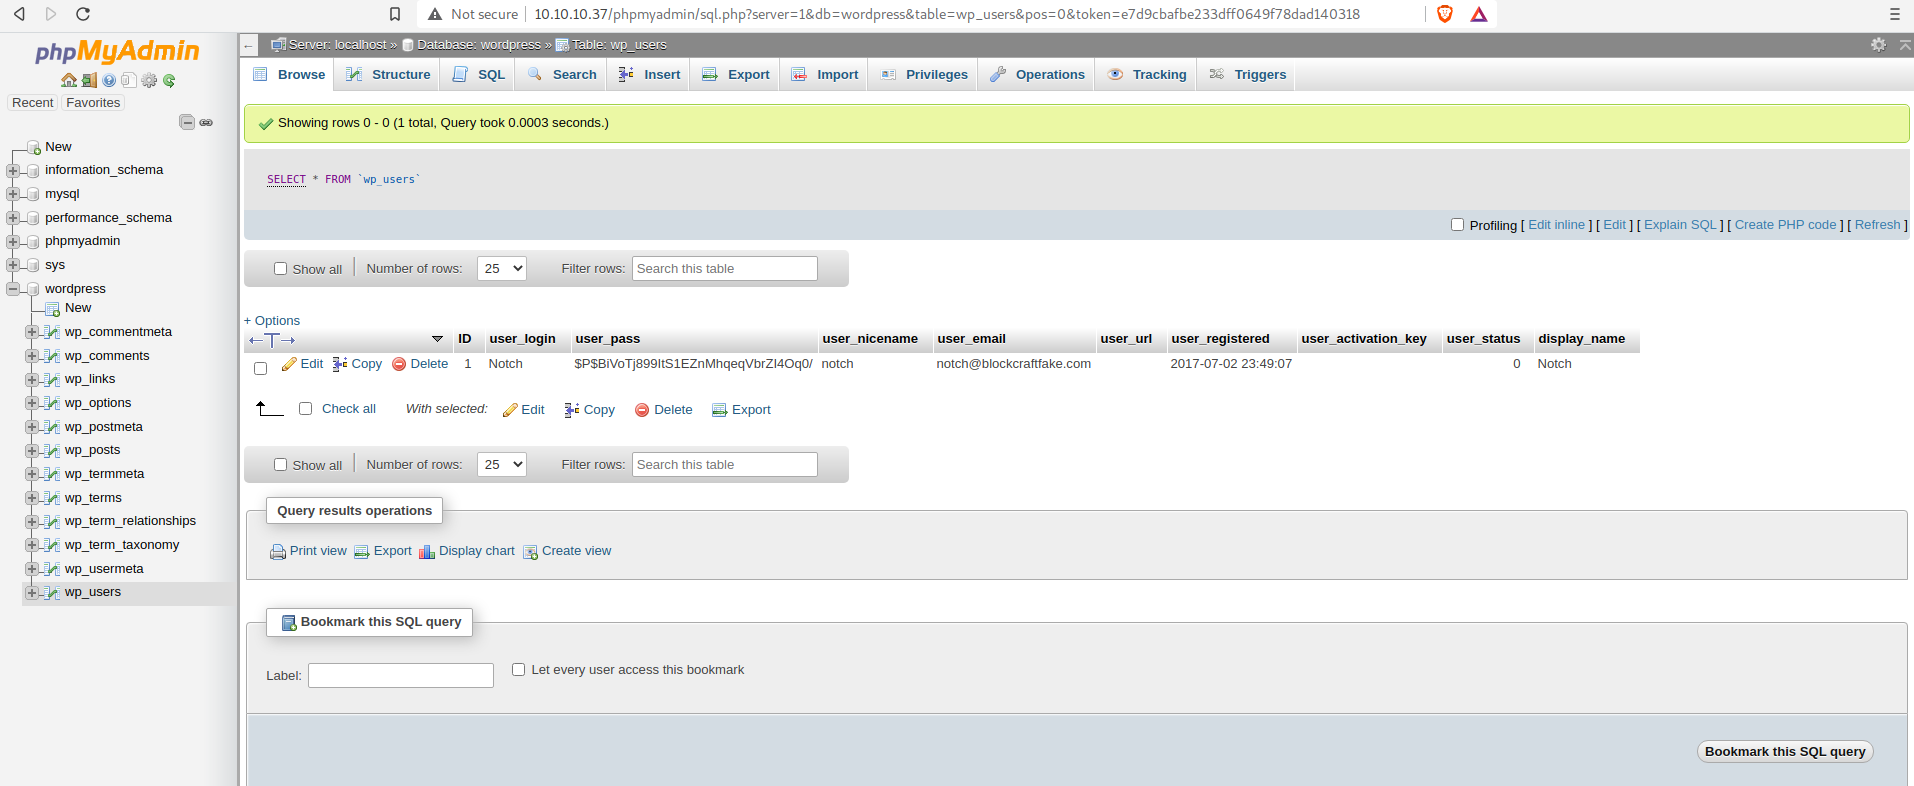 Not secure 10.10.10.37/phpmyadmin/sql.php?server=1&db=wordpress&table=wp_users&pos=0&token=e7d9cbafbe233dff0649f78dad140318
phpMyAdmin
Recent Favorites
New
information_schema
mysql
performance_schema
phpmyadmin
sys
wordpress
New
wp_commentmeta
wp_comments
wp_links
wp_options
wp_postmeta
wp_posts
wp_termmeta
wp_terms
wp_term_relationships
wp_term_taxonomy
wp_usermeta
wp_users
Server: localhost » Database: wordpress » Table: wp_users
Browse Structure SQL Search Insert Export Import Privileges Operations Tracking Triggers
Showing rows 0 - 0 (1 total, Query took 0.0003 seconds.)
SELECT * FROM `wp_users`
Profiling [ Edit inline ] [ Edit ] [ Explain SQL ] [ Create PHP code ] [ Refresh ]
Show all Number of rows: 25 Filter rows: Search this table
+ Options
ID user_login user_pass user_nicename user_email user_url user_registered user_activation_key user_status display_name
Edit Copy Delete 1 Notch $P$BiVoTj899ItS1EZnMhqeqVbrZI4Oq0/ notch notch@blockcraftfake.com 2017-07-02 23:49:07 0 Notch
Check all With selected: Edit Copy Delete Export
Show all Number of rows: 25 Filter rows: Search this table
Query results operations
Print view Export Display chart Create view
Bookmark this SQL query
Label: Let every user access this bookmark
Bookmark this SQL query